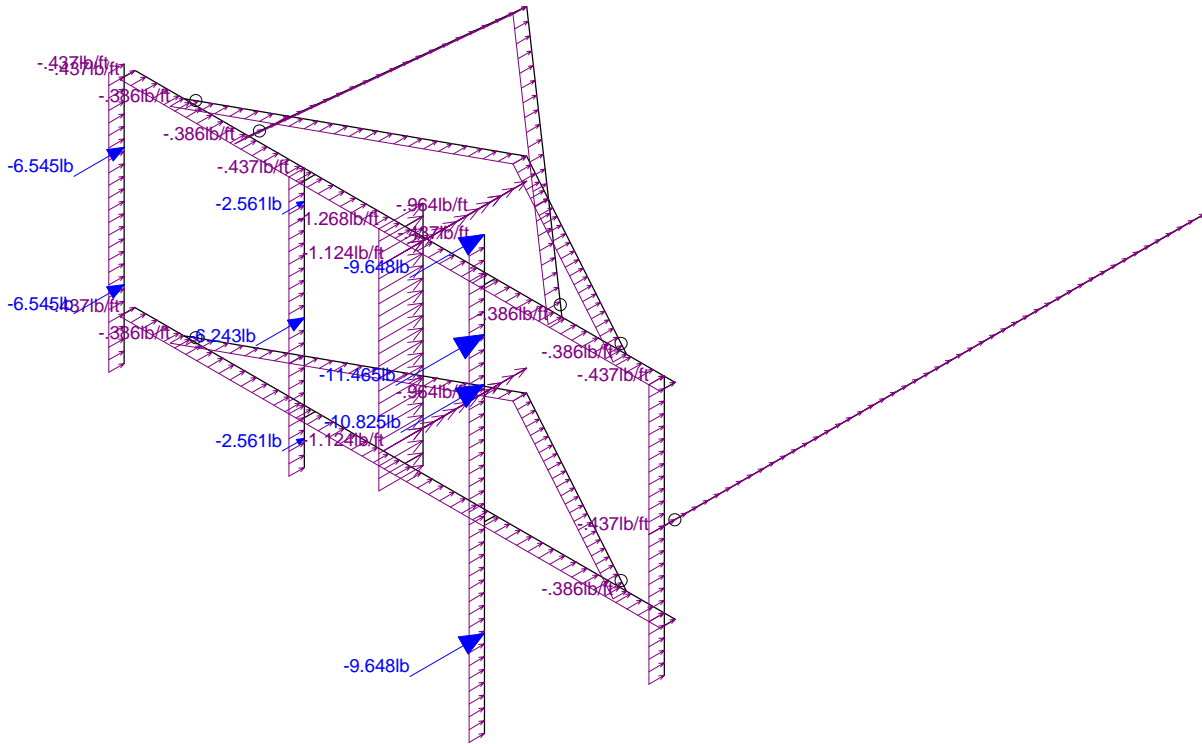 -.437lb/ft
-.437lb/ft
-.386lb/ft
-.386lb/ft
-6.545lb
-.437lb/ft
-2.561lb
-.964lb/ft
-1.268lb/ft
-.437lb/ft
-1.124lb/ft
-9.648lb
-6.545lb
-.437lb/ft
-.386lb/ft
-.386lb/ft
-6.243lb
-.386lb/ft
-11.465lb
-.437lb/ft
-.964lb/ft
-10.825lb
-2.561lb
-1.124lb/ft
-.437lb/ft
-.386lb/ft
-9.648lb